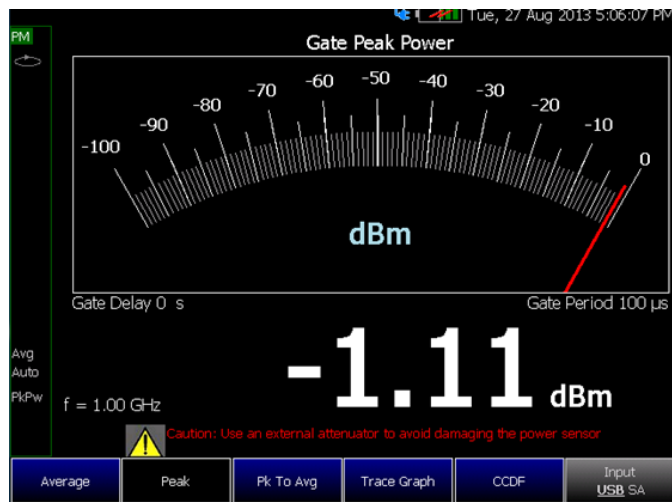 Tue, 27 Aug 2013 5:06:07 PM
PM
Gate Peak Power
-100 -90 -80 -70 -60 -50 -40 -30 -20 -10 0
dBm
Gate Delay 0 s
Gate Period 100 µs
-1.11 dBm
Avg
Auto
PkPw
f = 1.00 GHz
Caution: Use an external attenuator to avoid damaging the power sensor
Average Peak Pk To Avg Trace Graph CCDF Input
USB SA